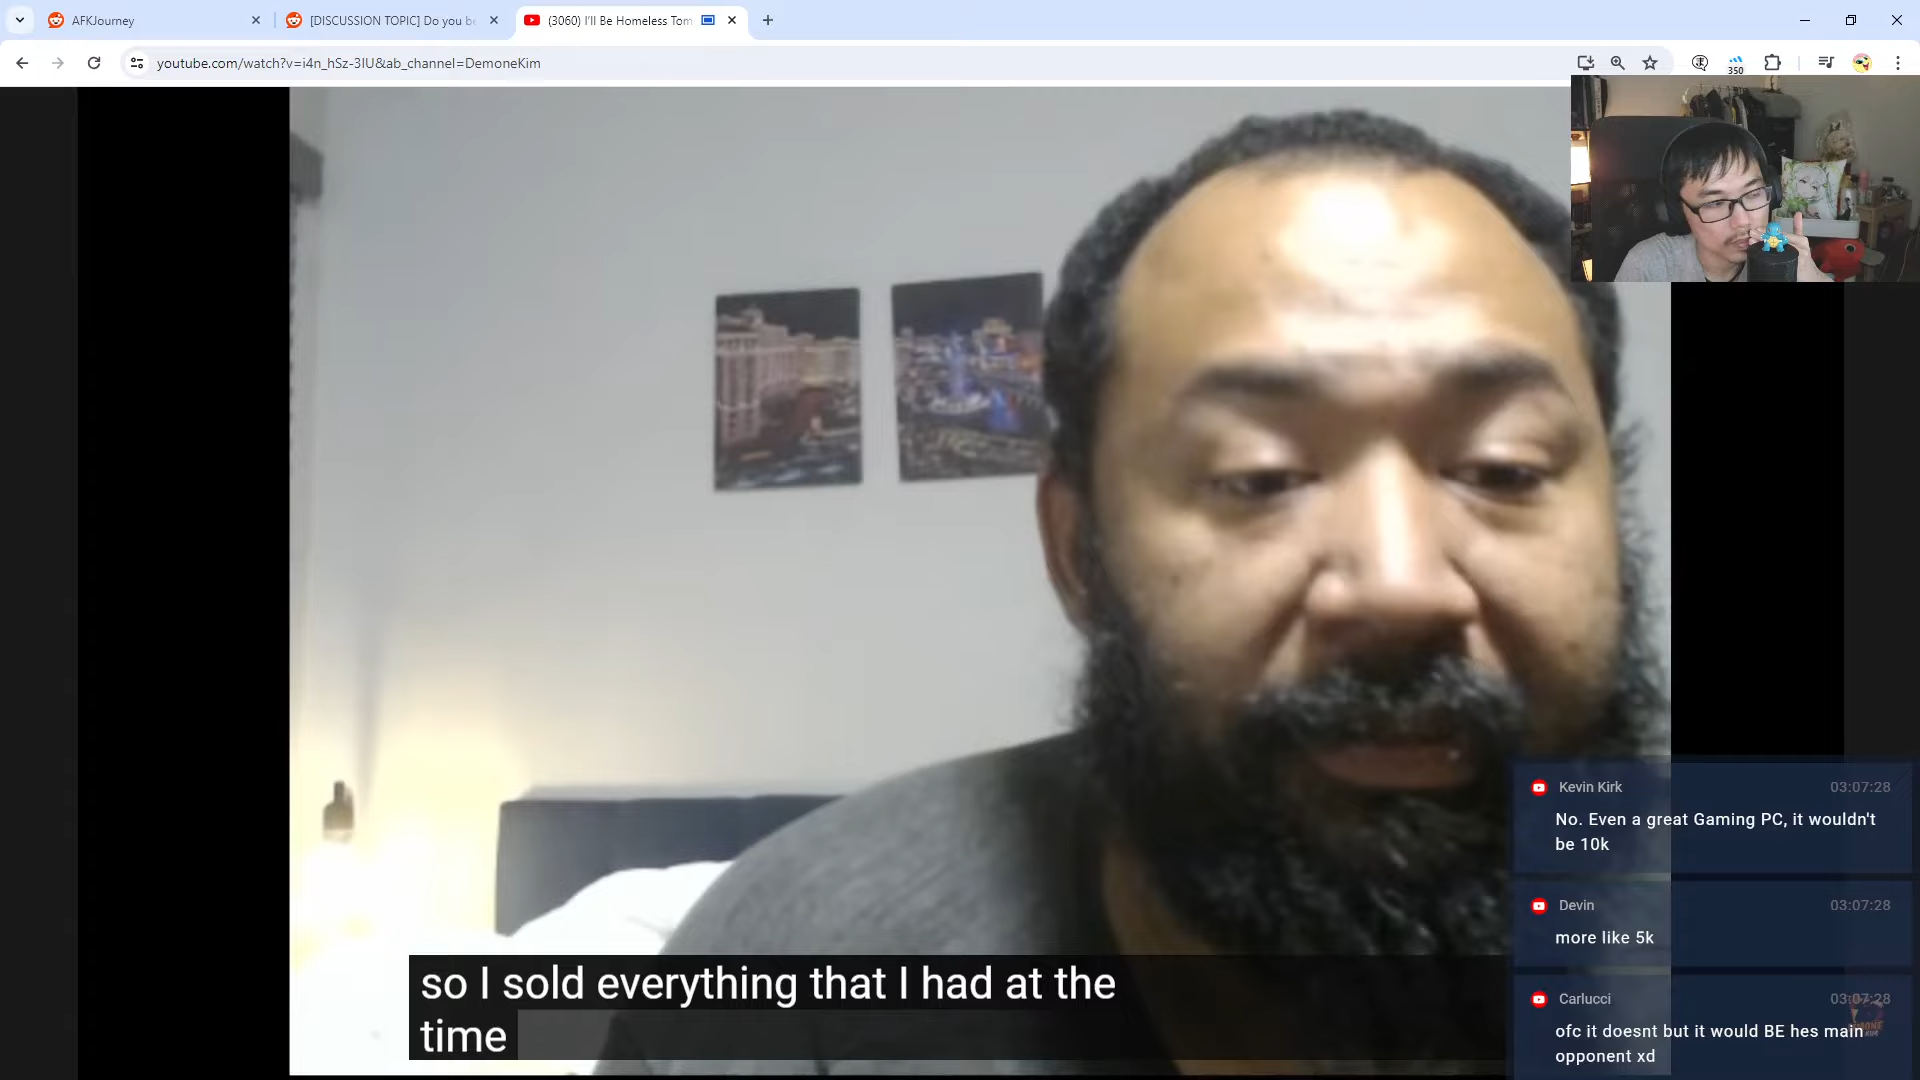 AFKJourney
[DISCUSSION TOPIC] Do you be
(3060) I'll Be Homeless Tom
youtube.com/watch?v=i4n_hSz-3IU&ab_channel=DemoneKim
350
Kevin Kirk 03:07:28
No. Even a great Gaming PC, it wouldn't
be 10k
Devin 03:07:28
more like 5k
Carlucci 03:07:28
ofc it doesnt but it would BE hes main
opponent xd
so I sold everything that I had at the
time